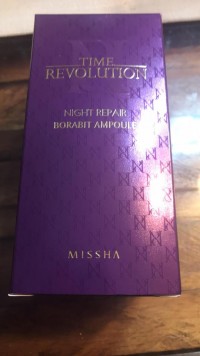 TIME
REVOLUTION
NIGHT REPAIR
BORABIT AMPOULE
MISSHA